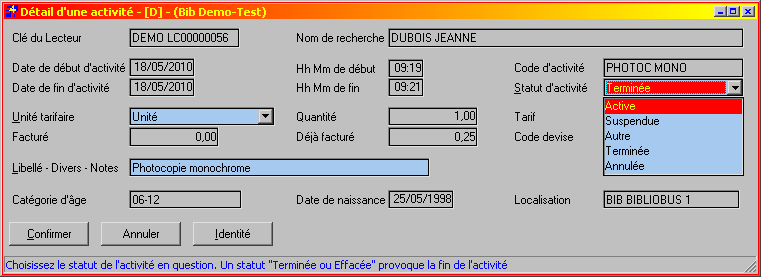 Détail d'une activité - [D] - (Bib Demo-Test)
Clé du Lecteur DEMO LC00000056 Nom de recherche DUBOIS JEANNE
Date de début d'activité 18/05/2010 Hh Mm de début 09:19 Code d'activité PHOTOC MONO
Date de fin d'activité 18/05/2010 Hh Mm de fin 09:21 Statut d'activité Terminée
Active
Unité tarifaire Unité Quantité 1,00 Tarif Suspendue
Facturé 0,00 Déjà facturé 0,25 Code devise Autre
Terminée
Annulée
Libellé - Divers - Notes Photocopie monochrome
Catégorie d'âge 06-12 Date de naissance 25/05/1998 Localisation BIB BIBLIOBUS 1
Confirmer Annuler Identité
Choisissez le statut de l'activité en question. Un statut "Terminée ou Effacée" provoque la fin de l'activité